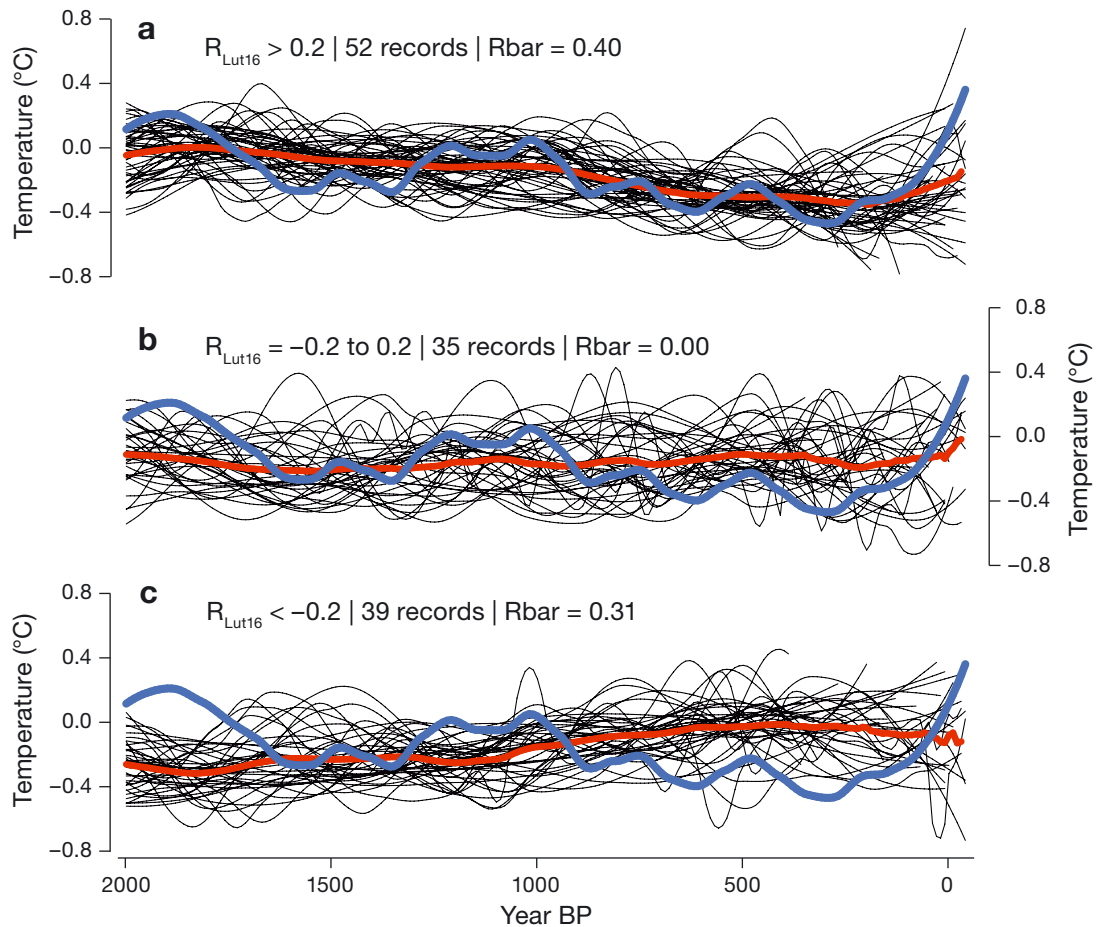 a
R_Lut16 > 0.2 | 52 records | Rbar = 0.40
0.8
0.4
0.0
−0.4
−0.8
Temperature (°C)
b
R_Lut16 = −0.2 to 0.2 | 35 records | Rbar = 0.00
0.8
0.4
0.0
−0.4
−0.8
Temperature (°C)
c
R_Lut16 < −0.2 | 39 records | Rbar = 0.31
0.8
0.4
0.0
−0.4
−0.8
Temperature (°C)
2000 1500 1000 500 0
Year BP